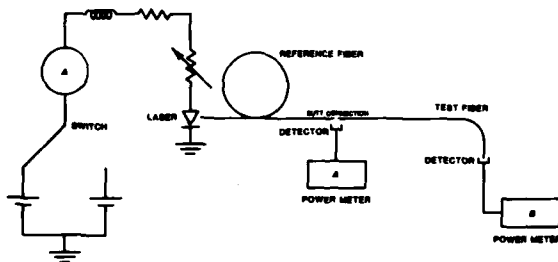 A
SWITCH
LASER
REFERENCE FIBER
BUTT CONNECTION
DETECTOR
A
POWER METER
TEST FIBER
DETECTOR
B
POWER METER